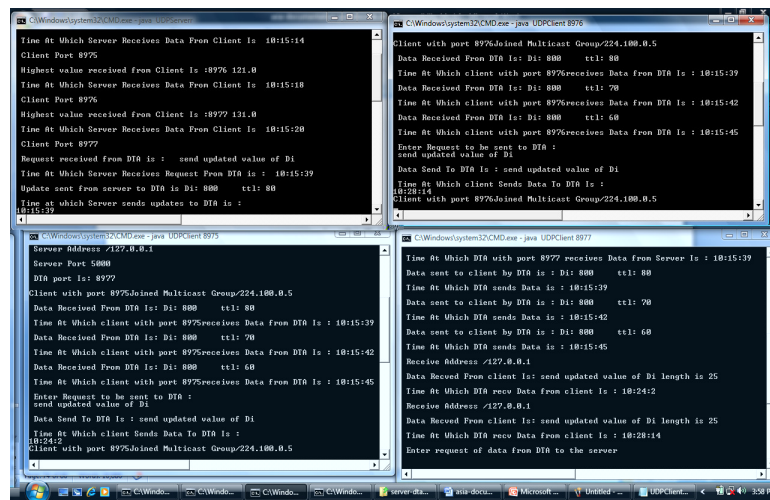 C:\Windows\system32\CMD.exe - java UDPServer
Time At Which Server Receives Data From Client Is 10:15:14
Client Port 8975
Highest value received from Client Is :8976 121.0
Time At Which Server Receives Data From Client Is 10:15:18
Client Port 8976
Highest value received from Client Is :8977 131.0
Time At Which Server Receives Data From Client Is 10:15:20
Client Port 8977
Request received from DTA is : send updated value of Di
Time At Which Server Receives Request From DTA is : 10:15:39
Update sent from server to DTA is Di: 800 ttl: 80
Time at which Server sends updates to DTA is :
10:15:39
C:\Windows\system32\CMD.exe - java UDPClient 8976
Client with port 8976Joined Multicast Group/224.100.0.5
Data Received From DTA Is: Di: 800 ttl: 80
Time At Which client with port 8976receives Data from DTA Is : 10:15:39
Data Received From DTA Is: Di: 800 ttl: 70
Time At Which client with port 8976receives Data from DTA Is : 10:15:42
Data Received From DTA Is: Di: 800 ttl: 60
Time At Which client with port 8976receives Data from DTA Is : 10:15:45
Enter Request to be sent to DTA :
send updated value of Di
Data Send To DTA Is : send updated value of Di
Time At Which client Sends Data To DTA Is :
10:28:14
Client with port 8976Joined Multicast Group/224.100.0.5
C:\Windows\system32\CMD.exe - java UDPClient 8975
Server Address /127.0.0.1
Server Port 5000
DTA port Is: 8977
Client with port 8975Joined Multicast Group/224.100.0.5
Data Received From DTA Is: Di: 800 ttl: 80
Time At Which client with port 8975receives Data from DTA Is : 10:15:39
Data Received From DTA Is: Di: 800 ttl: 70
Time At Which client with port 8975receives Data from DTA Is : 10:15:42
Data Received From DTA Is: Di: 800 ttl: 60
Time At Which client with port 8975receives Data from DTA Is : 10:15:45
Enter Request to be sent to DTA :
send updated value of Di
Data Send To DTA Is : send updated value of Di
Time At Which client Sends Data To DTA Is :
10:24:2
Client with port 8975Joined Multicast Group/224.100.0.5
C:\Windows\system32\CMD.exe - java UDPClient 8977
Time At Which DTA with port 8977 receives Data from Server Is :10:15:39
Data sent to client by DTA is : Di: 800 ttl: 80
Time At Which DTA sends Data is : 10:15:39
Data sent to client by DTA is : Di: 800 ttl: 70
Time At Which DTA sends Data is : 10:15:42
Data sent to client by DTA is : Di: 800 ttl: 60
Time At Which DTA sends Data is : 10:15:45
Receive Address /127.0.0.1
Data Recved From client Is: send updated value of Di length is 25
Time At Which DTA recv Data from client Is : 10:24:2
Receive Address /127.0.0.1
Data Recved From client Is: send updated value of Di length is 25
Time At Which DTA recv Data from client Is : 10:28:14
Enter request of data from DTA to the server
C:\Windo... C:\Windo... C:\Windo... C:\Windo... server-dta... asia-docu... Microsoft ... Untitled - ... UDPClient... 3:58 P